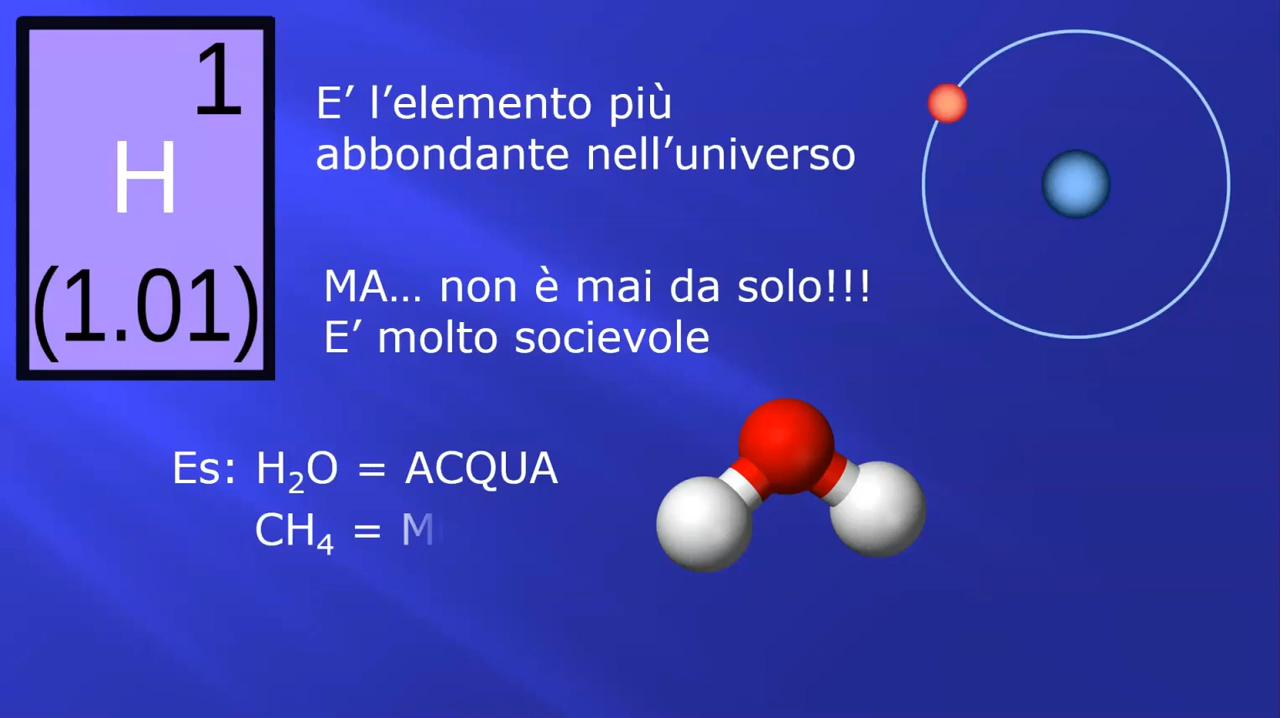 1
H
(1.01)
E’ l’elemento più
abbondante nell’universo
MA... non è mai da solo!!!
E’ molto socievole
Es: H₂O = ACQUA
CH₄ = M